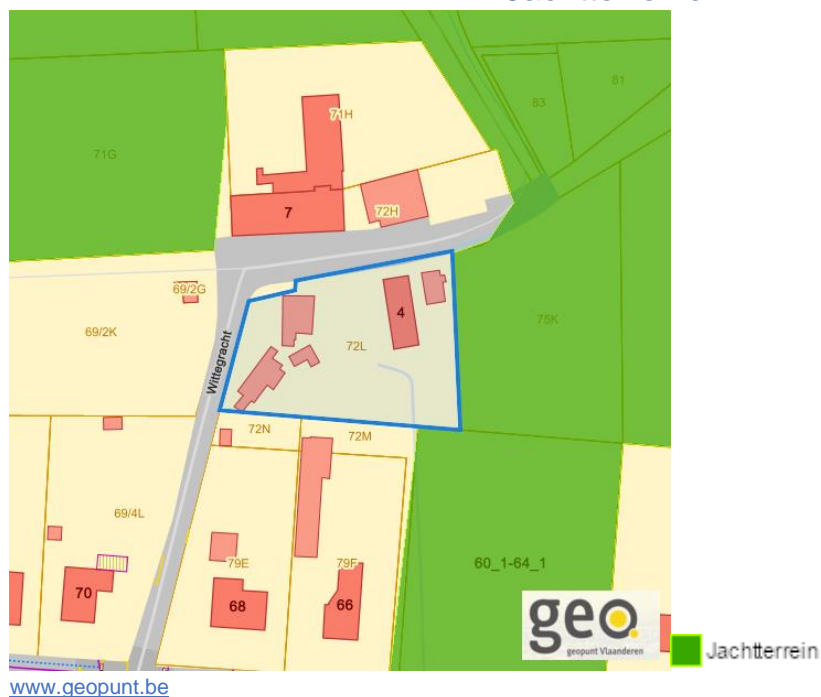 81
83
71H
71G
7
72H
69/2G
4
75K
69/2K
72L
Wittegracht
72N
72M
69/4L
79E
79F
60_1-64_1
70
68
66
geo
geopunt Vlaanderen
Jachtterrein
www.geopunt.be